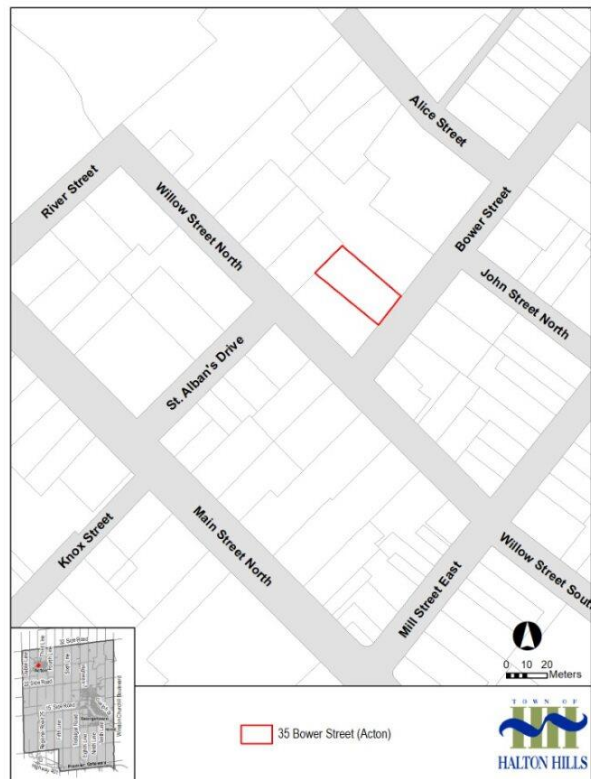 Alice Street
River Street
Willow Street North
Bower Street
John Street North
St. Alban's Drive
Main Street North
Knox Street
Willow Street South
Mill Street East
0 10 20
Meters
35 Bower Street (Acton)
TOWN OF
HALTON HILLS